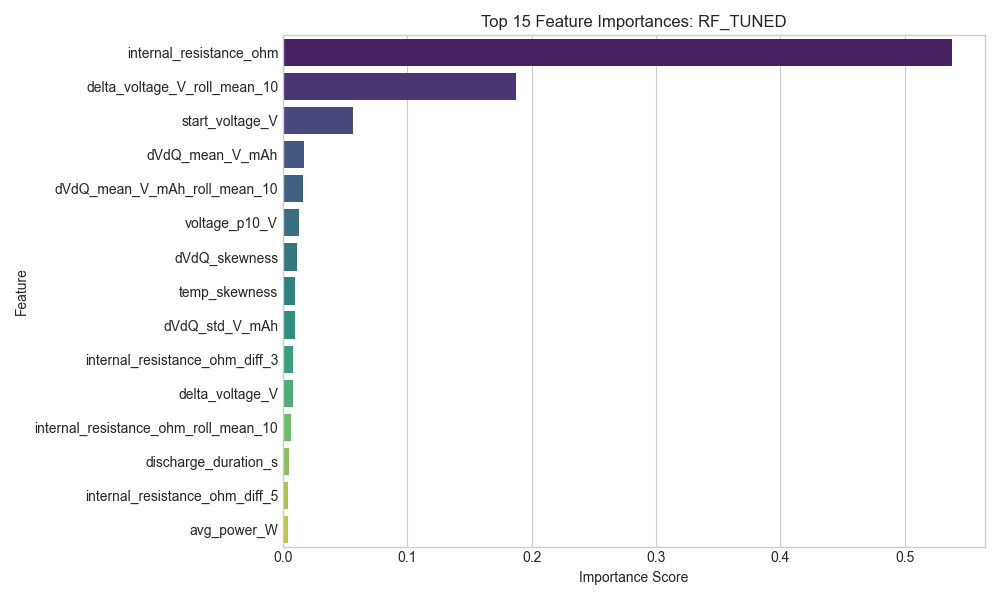 Top 15 Feature Importances: RF_TUNED
Feature
internal_resistance_ohm
delta_voltage_V_roll_mean_10
start_voltage_V
dVdQ_mean_V_mAh
dVdQ_mean_V_mAh_roll_mean_10
voltage_p10_V
dVdQ_skewness
temp_skewness
dVdQ_std_V_mAh
internal_resistance_ohm_diff_3
delta_voltage_V
internal_resistance_ohm_roll_mean_10
discharge_duration_s
internal_resistance_ohm_diff_5
avg_power_W
0.0 0.1 0.2 0.3 0.4 0.5
Importance Score